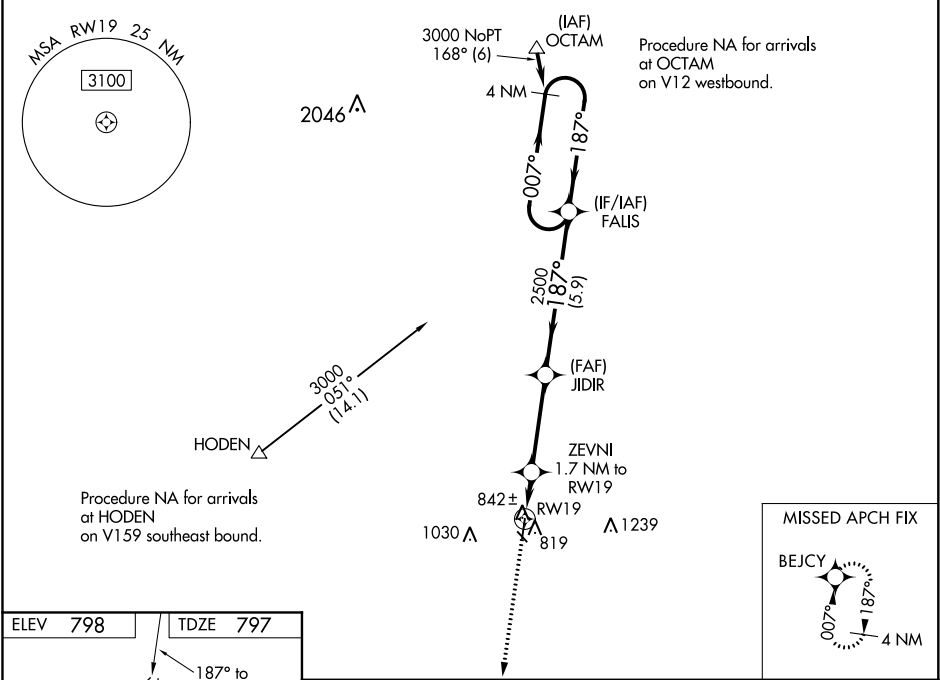 MSA RW19 25 NM
3100
2046
3000 NoPT
168° (6)
(IAF)
OCTAM
4 NM
Procedure NA for arrivals
at OCTAM
on V12 westbound.
007°
187°
(IF/IAF)
FALIS
2500
187°
(5.9)
(FAF)
JIDIR
3000
051°
(14.1)
HODEN
Procedure NA for arrivals
at HODEN
on V159 southeast bound.
ZEVNI
1.7 NM to
RW19
842±
RW19
1030
819
1239
MISSED APCH FIX
BEJCY
007°
187°
4 NM
ELEV 798
TDZE 797
187° to